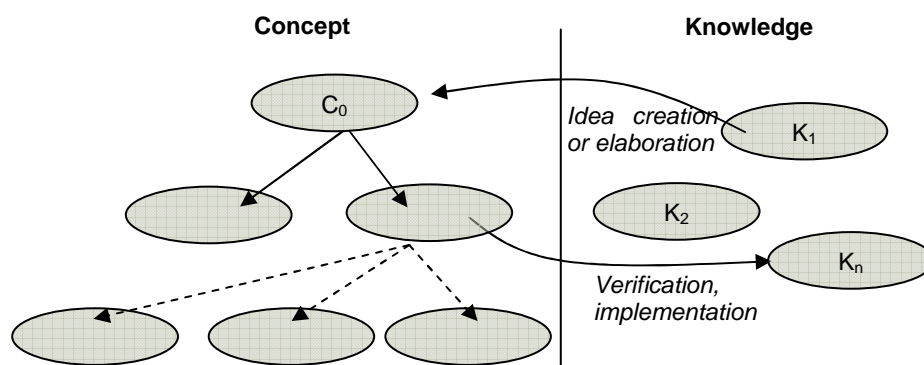 Concept
Knowledge
C₀
Idea creation
or elaboration
K₁
K₂
Kₙ
Verification,
implementation